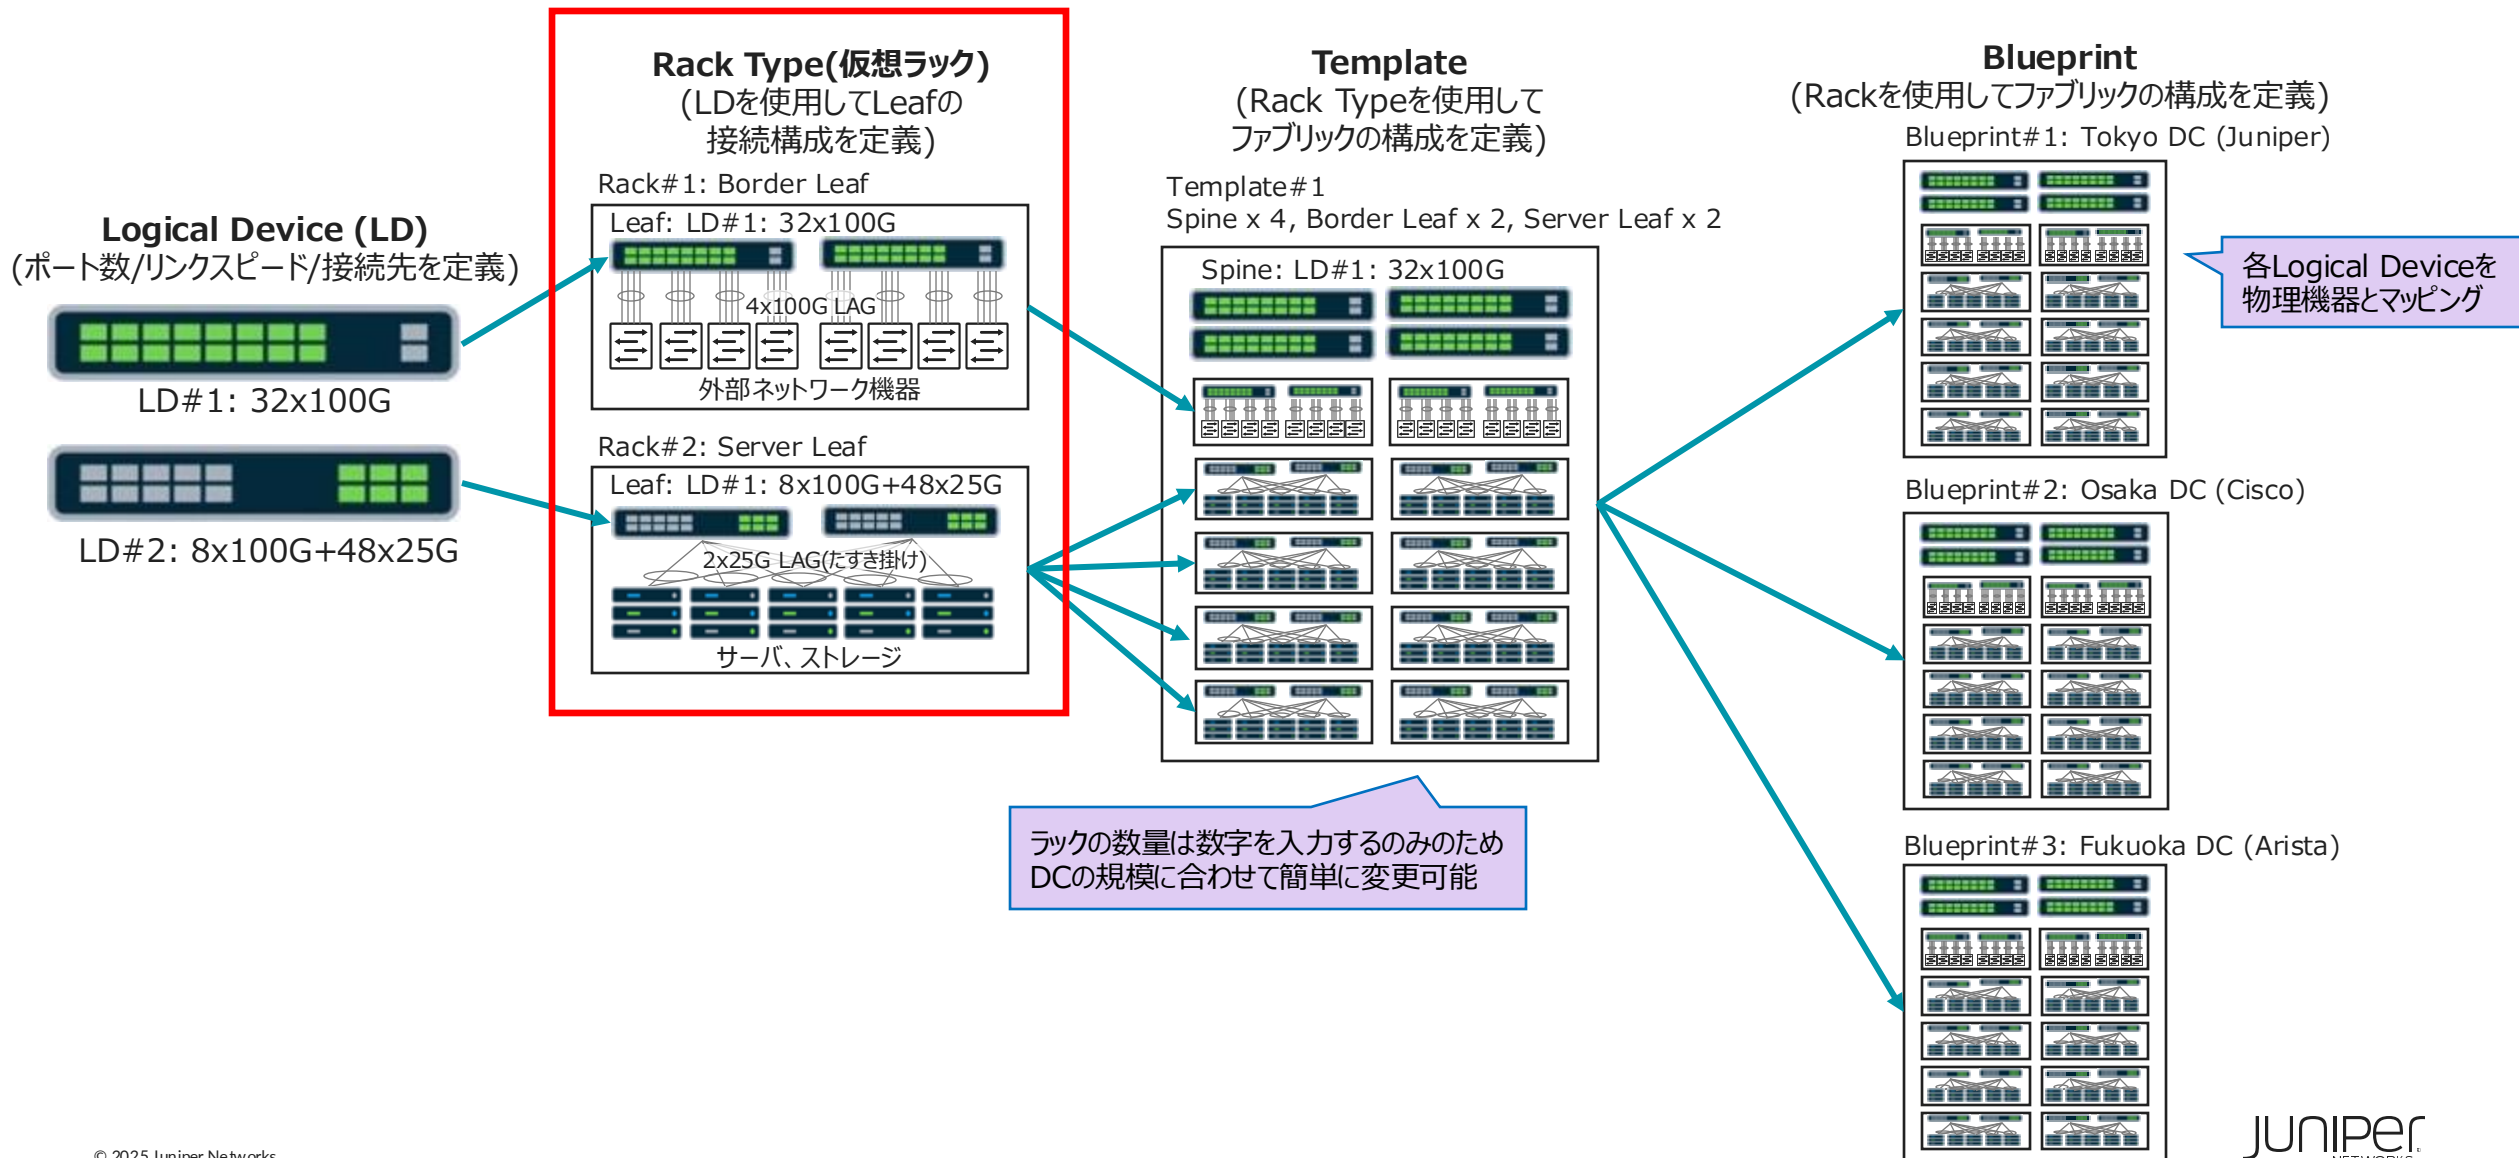 Logical Device (LD)
(ポート数/リンクスピード/接続先を定義)
LD#1: 32x100G
LD#2: 8x100G+48x25G
Rack Type(仮想ラック)
(LDを使用してLeafの
接続構成を定義)
Rack#1: Border Leaf
Leaf: LD#1: 32x100G
4x100G LAG
外部ネットワーク機器
Rack#2: Server Leaf
Leaf: LD#1: 8x100G+48x25G
2x25G LAG(たすき掛け)
サーバ、ストレージ
Template
(Rack Typeを使用して
ファブリックの構成を定義)
Template#1
Spine x 4, Border Leaf x 2, Server Leaf x 2
Spine: LD#1: 32x100G
ラックの数量は数字を入力するのみのため
DCの規模に合わせて簡単に変更可能
Blueprint
(Rackを使用してファブリックの構成を定義)
Blueprint#1: Tokyo DC (Juniper)
各Logical Deviceを
物理機器とマッピング
Blueprint#2: Osaka DC (Cisco)
Blueprint#3: Fukuoka DC (Arista)
© 2025 Juniper Networks
JUNIPer
NETWORKS